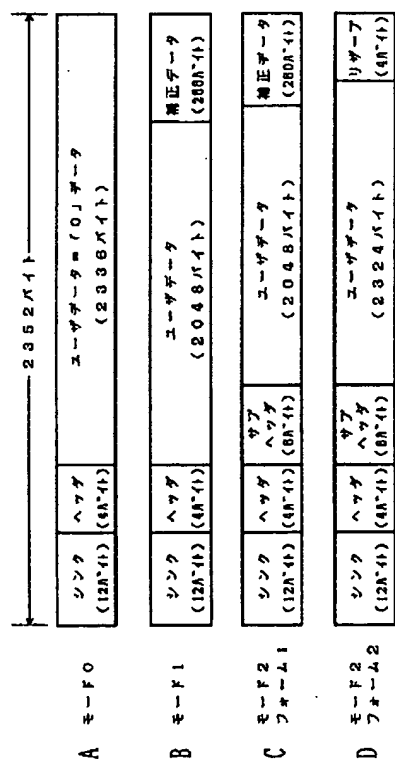 2352バイト
A
モード0
シンク
(12バイト)
ヘッダ
(4バイト)
ユーザデータ=「0」データ
(2336バイト)
B
モード1
シンク
(12バイト)
ヘッダ
(4バイト)
ユーザデータ
(2048バイト)
補正データ
(288バイト)
C
モード2
フォーム1
シンク
(12バイト)
ヘッダ
(4バイト)
サブ
ヘッダ
(8バイト)
ユーザデータ
(2048バイト)
補正データ
(280バイト)
D
モード2
フォーム2
シンク
(12バイト)
ヘッダ
(4バイト)
サブ
ヘッダ
(8バイト)
ユーザデータ
(2324バイト)
リザーブ
(4バイト)